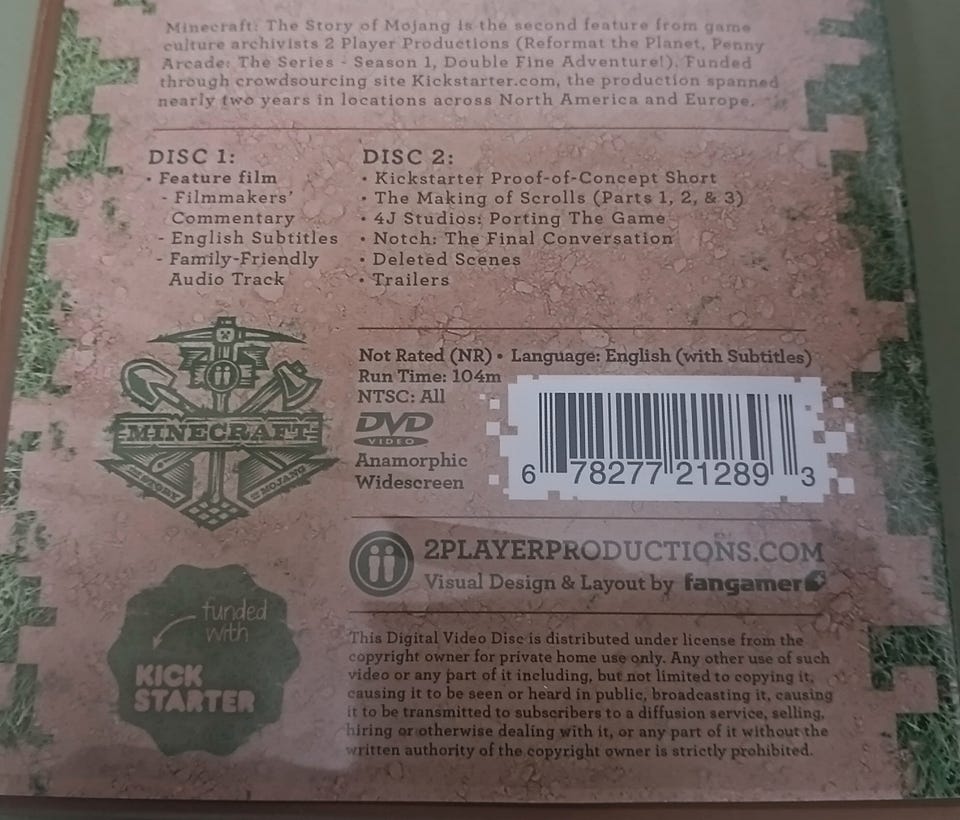 Minecraft: The Story of Mojang is the second feature from game
culture archivists 2 Player Productions (Reformat the Planet, Penny
Arcade: The Series - Season 1, Double Fine Adventure!). Funded
through crowdsourcing site Kickstarter.com, the production spanned
nearly two years in locations across North America and Europe.
DISC 1:
• Feature film
- Filmmakers'
Commentary
- English Subtitles
- Family-Friendly
Audio Track
DISC 2:
• Kickstarter Proof-of-Concept Short
• The Making of Scrolls (Parts 1, 2, & 3)
• 4J Studios: Porting The Game
• Notch: The Final Conversation
• Deleted Scenes
• Trailers
MINECRAFT
THE STORY OF MOJANG
Not Rated (NR) • Language: English (with Subtitles)
Run Time: 104m
NTSC: All
DVD
VIDEO
Anamorphic
Widescreen
6 78277 21289 3
2PLAYERPRODUCTIONS.COM
Visual Design & Layout by fangamer
funded
with
KICK
STARTER
This Digital Video Disc is distributed under license from the
copyright owner for private home use only. Any other use of such
video or any part of it including, but not limited to copying it,
causing it to be seen or heard in public, broadcasting it, causing
it to be transmitted to subscribers to a diffusion service, selling,
hiring or otherwise dealing with it, or any part of it without the
written authority of the copyright owner is strictly prohibited.